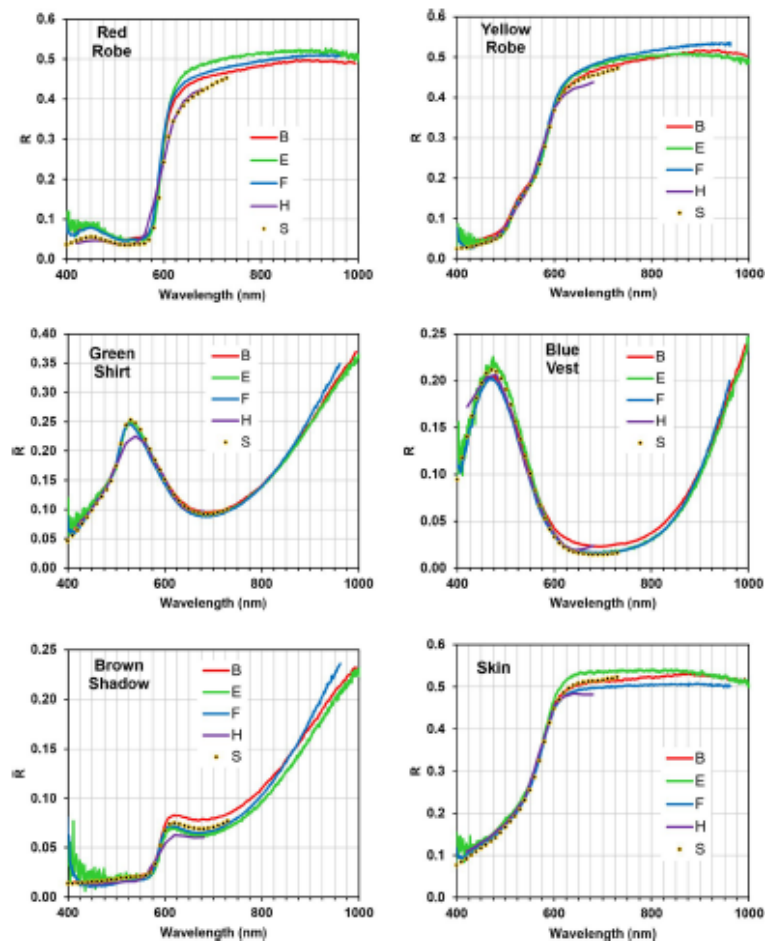 Red
Robe
0.6
0.5
0.4
0.3
0.2
0.1
0.0
R
B
E
F
H
S
400
600
800
1000
Wavelength (nm)
Yellow
Robe
0.5
0.4
0.3
0.2
0.1
0.0
R
B
E
F
H
S
400
600
800
1000
Wavelength (nm)
Green
Shirt
0.40
0.35
0.30
0.25
0.20
0.15
0.10
0.05
0.00
R
B
E
F
H
S
400
600
800
1000
Wavelength (nm)
Blue
Vest
0.25
0.20
0.15
0.10
0.05
0.00
R
B
E
F
H
S
400
600
800
1000
Wavelength (nm)
Brown
Shadow
0.25
0.20
0.15
0.10
0.05
0.00
R
B
E
F
H
S
400
600
800
1000
Wavelength (nm)
Skin
0.6
0.5
0.4
0.3
0.2
0.1
0.0
R
B
E
F
H
S
400
600
800
1000
Wavelength (nm)